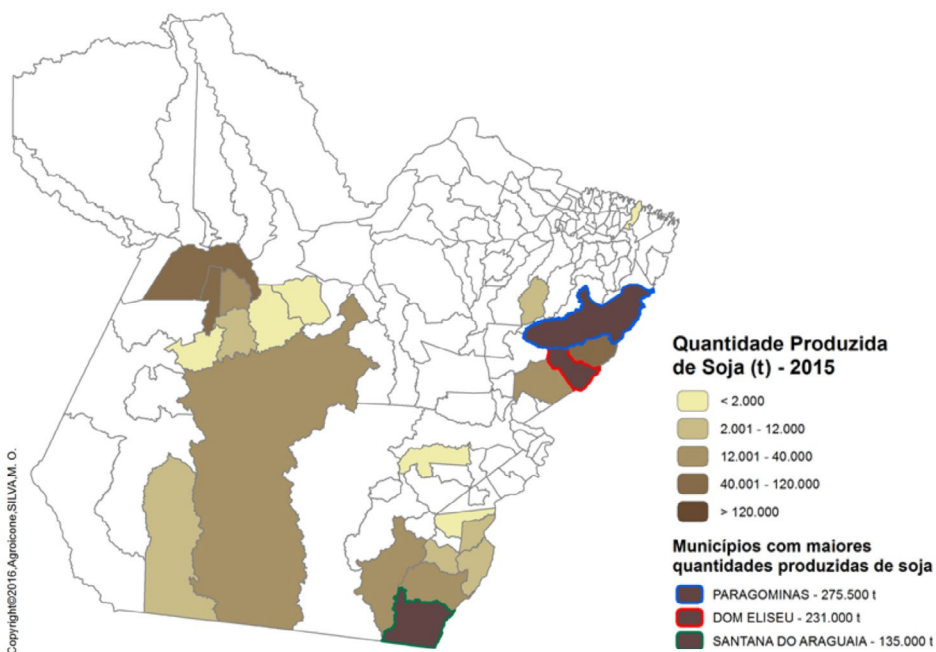 Quantidade Produzida
de Soja (t) - 2015
< 2.000
2.001 - 12.000
12.001 - 40.000
40.001 - 120.000
> 120.000
Municípios com maiores
quantidades produzidas de soja
PARAGOMINAS - 275.500 t
DOM ELISEU - 231.000 t
SANTANA DO ARAGUAIA - 135.000 t
Copyright©2016,Agroicone,SILVA,M. O.